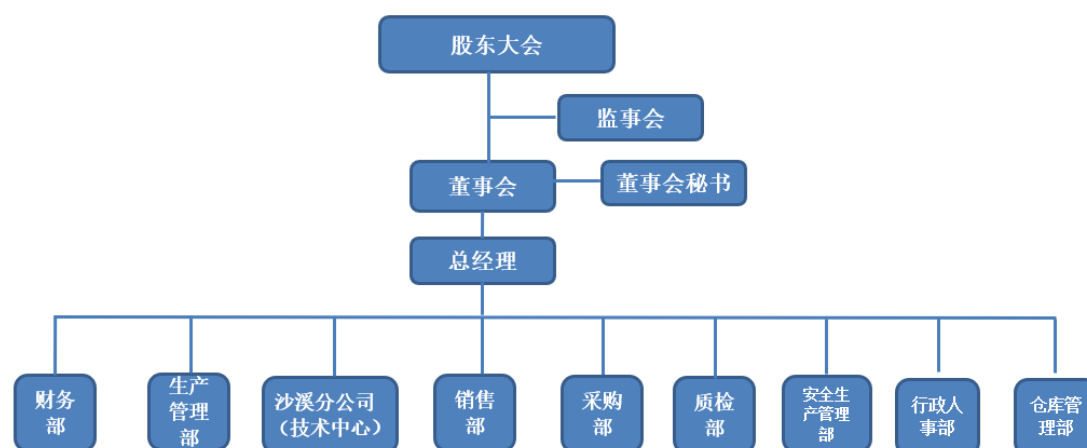 股东大会
监事会
董事会
董事会秘书
总经理
财务
部
生产
管理
部
沙溪分公司
（技术中心）
销售
部
采购
部
质检
部
安全生
产管理
部
行政人
事部
仓库管
理部